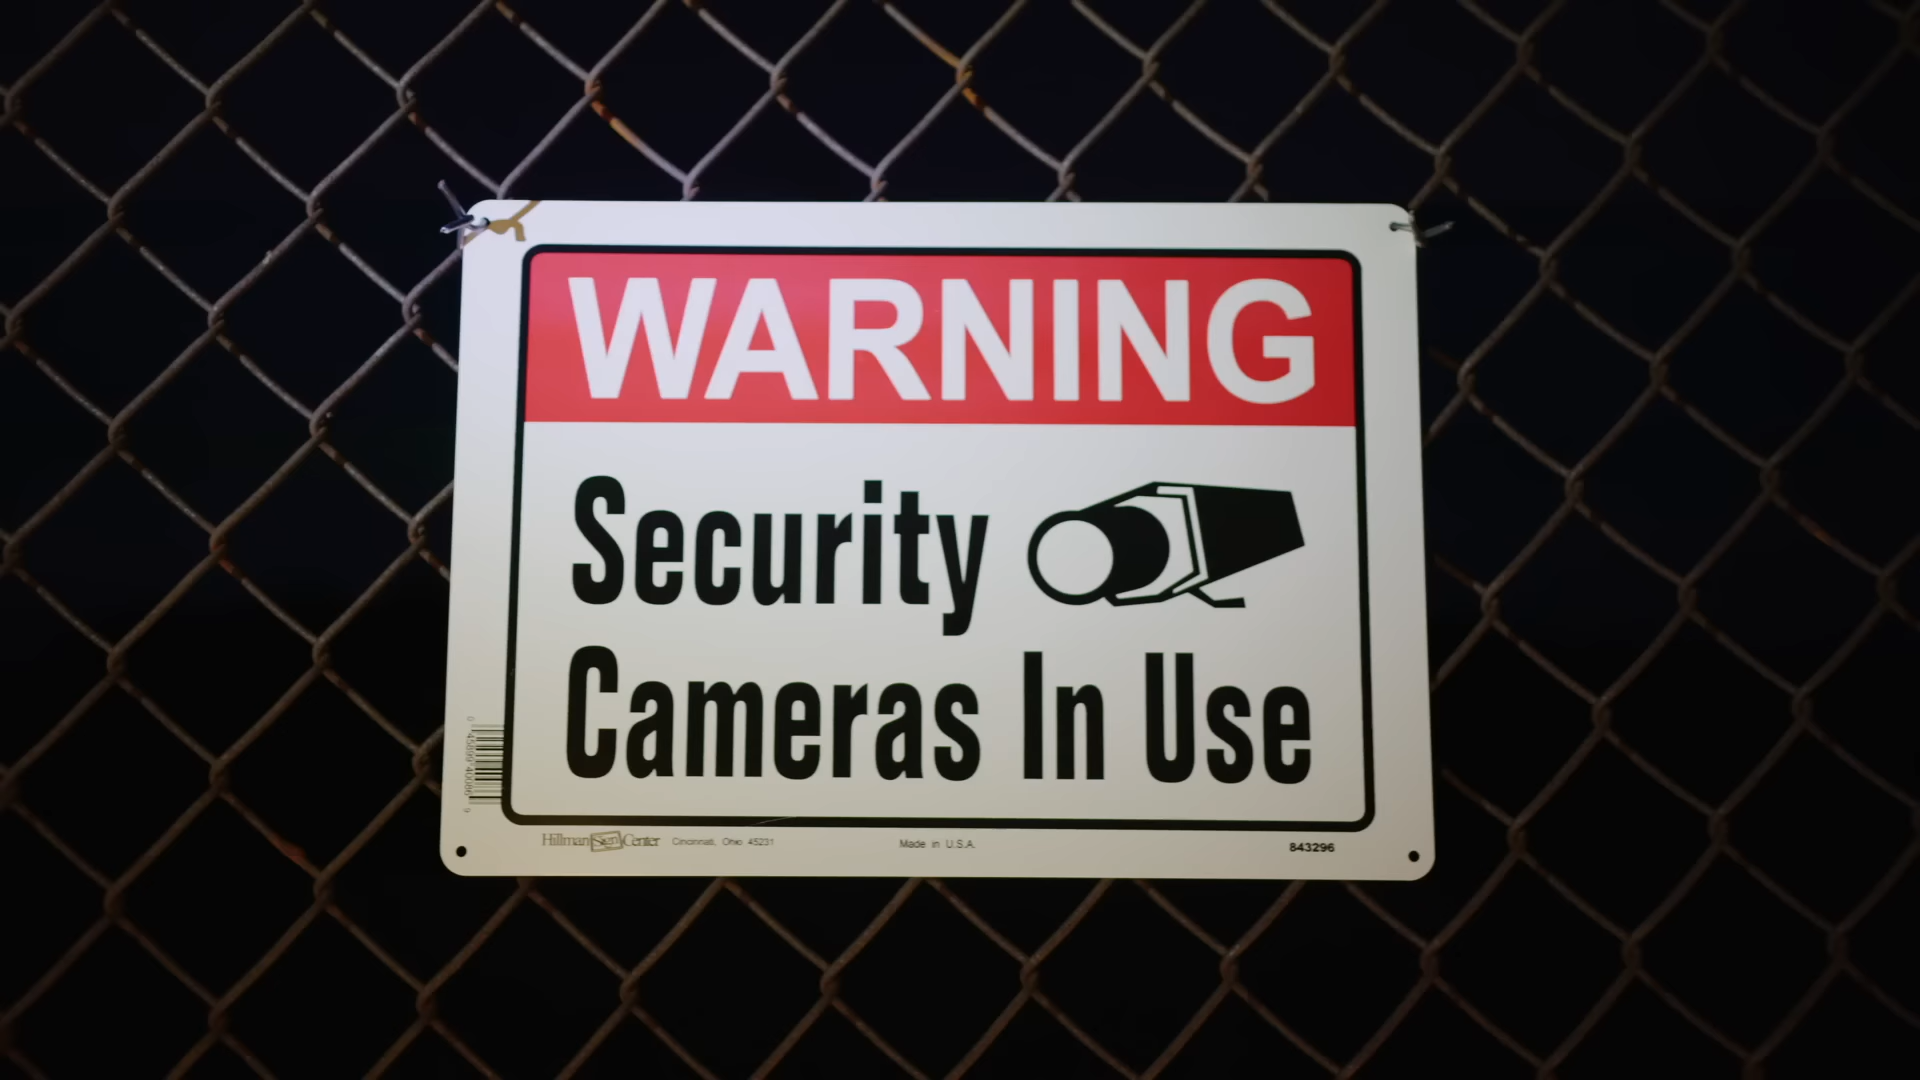 WARNING
Security
Cameras In Use
Hillman Sign Center Cincinnati, Ohio 45231 Made in U.S.A. 843296